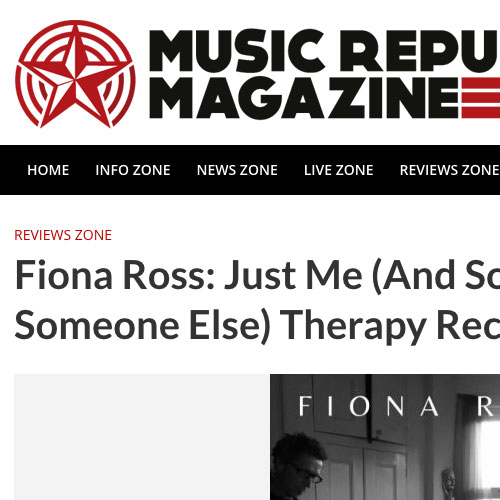 MUSIC REPU
MAGAZINE
HOME INFO ZONE NEWS ZONE LIVE ZONE REVIEWS ZONE
REVIEWS ZONE
Fiona Ross: Just Me (And So
Someone Else) Therapy Rec
FIONA R